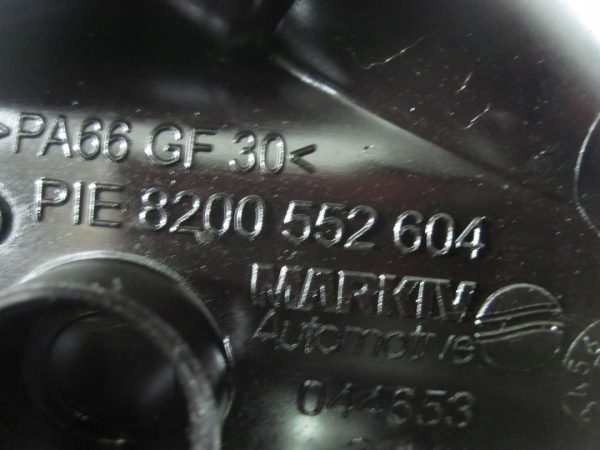 >PA66 GF 30<
PIE 8200 552 604
MARK IV
Automotive
044653